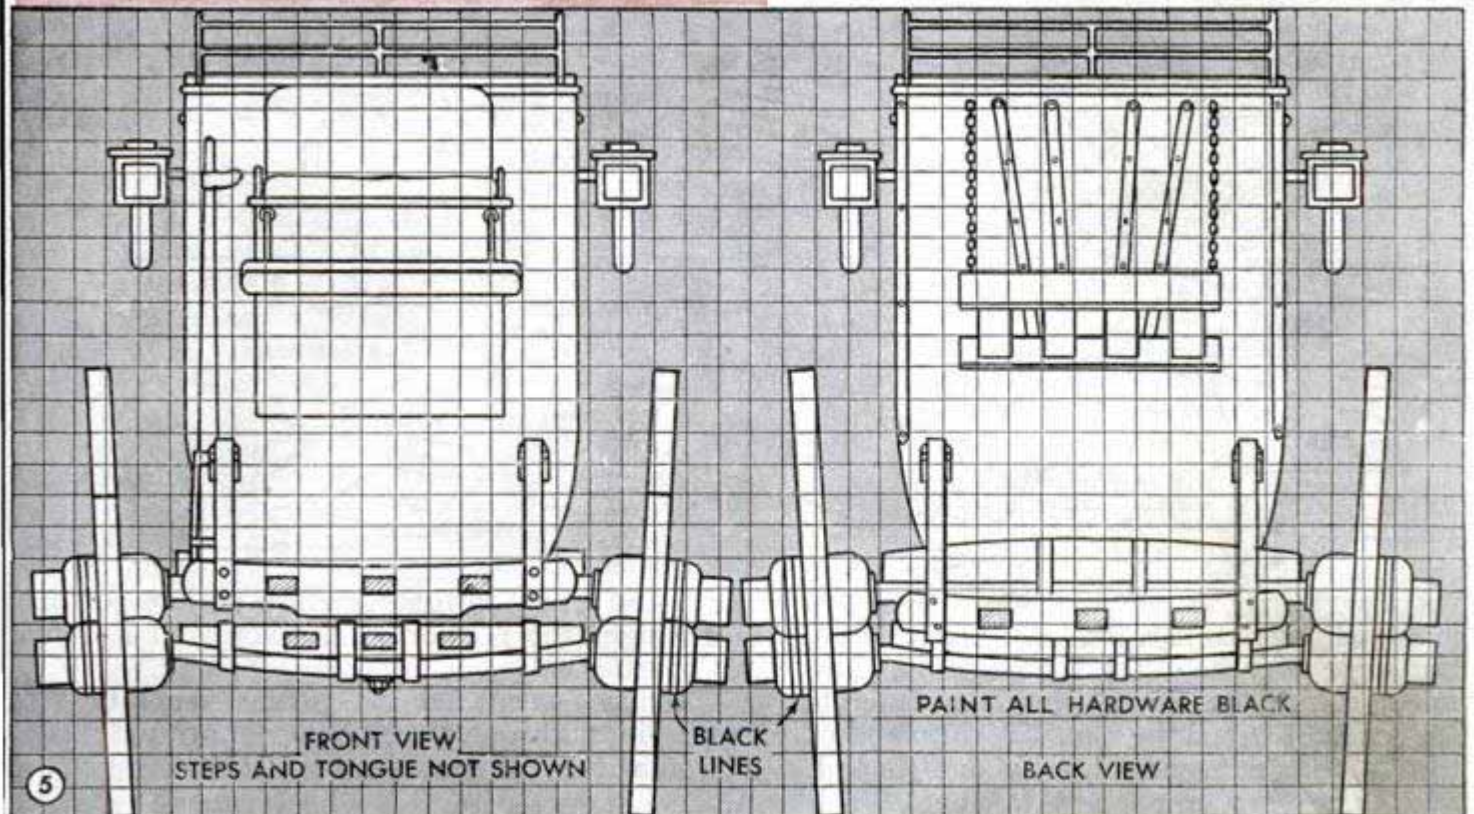 FRONT VIEW
STEPS AND TONGUE NOT SHOWN
BLACK
LINES
PAINT ALL HARDWARE BLACK
BACK VIEW
5